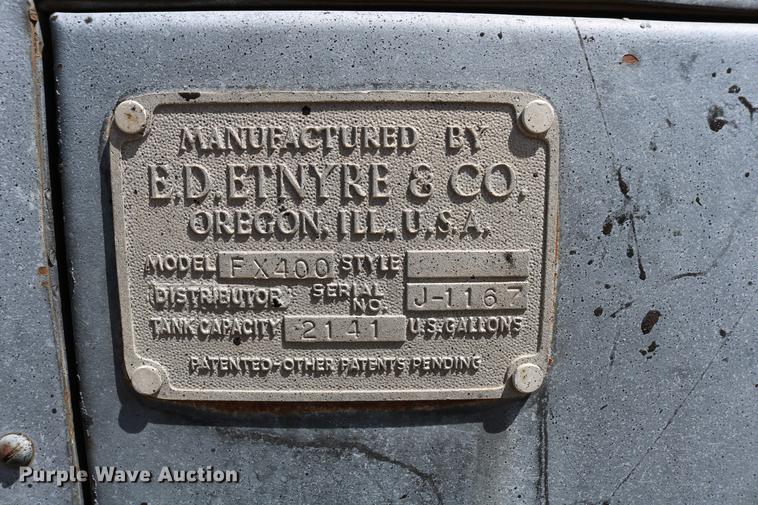 MANUFACTURED BY
E.D. ETNYRE & CO.
OREGON, ILL. U.S.A.
MODEL FX400 STYLE
DISTRIBUTOR SERIAL NO. J-1167
TANK CAPACITY 2141 U.S. GALLONS
PATENTED-OTHER PATENTS PENDING
Purple Wave Auction